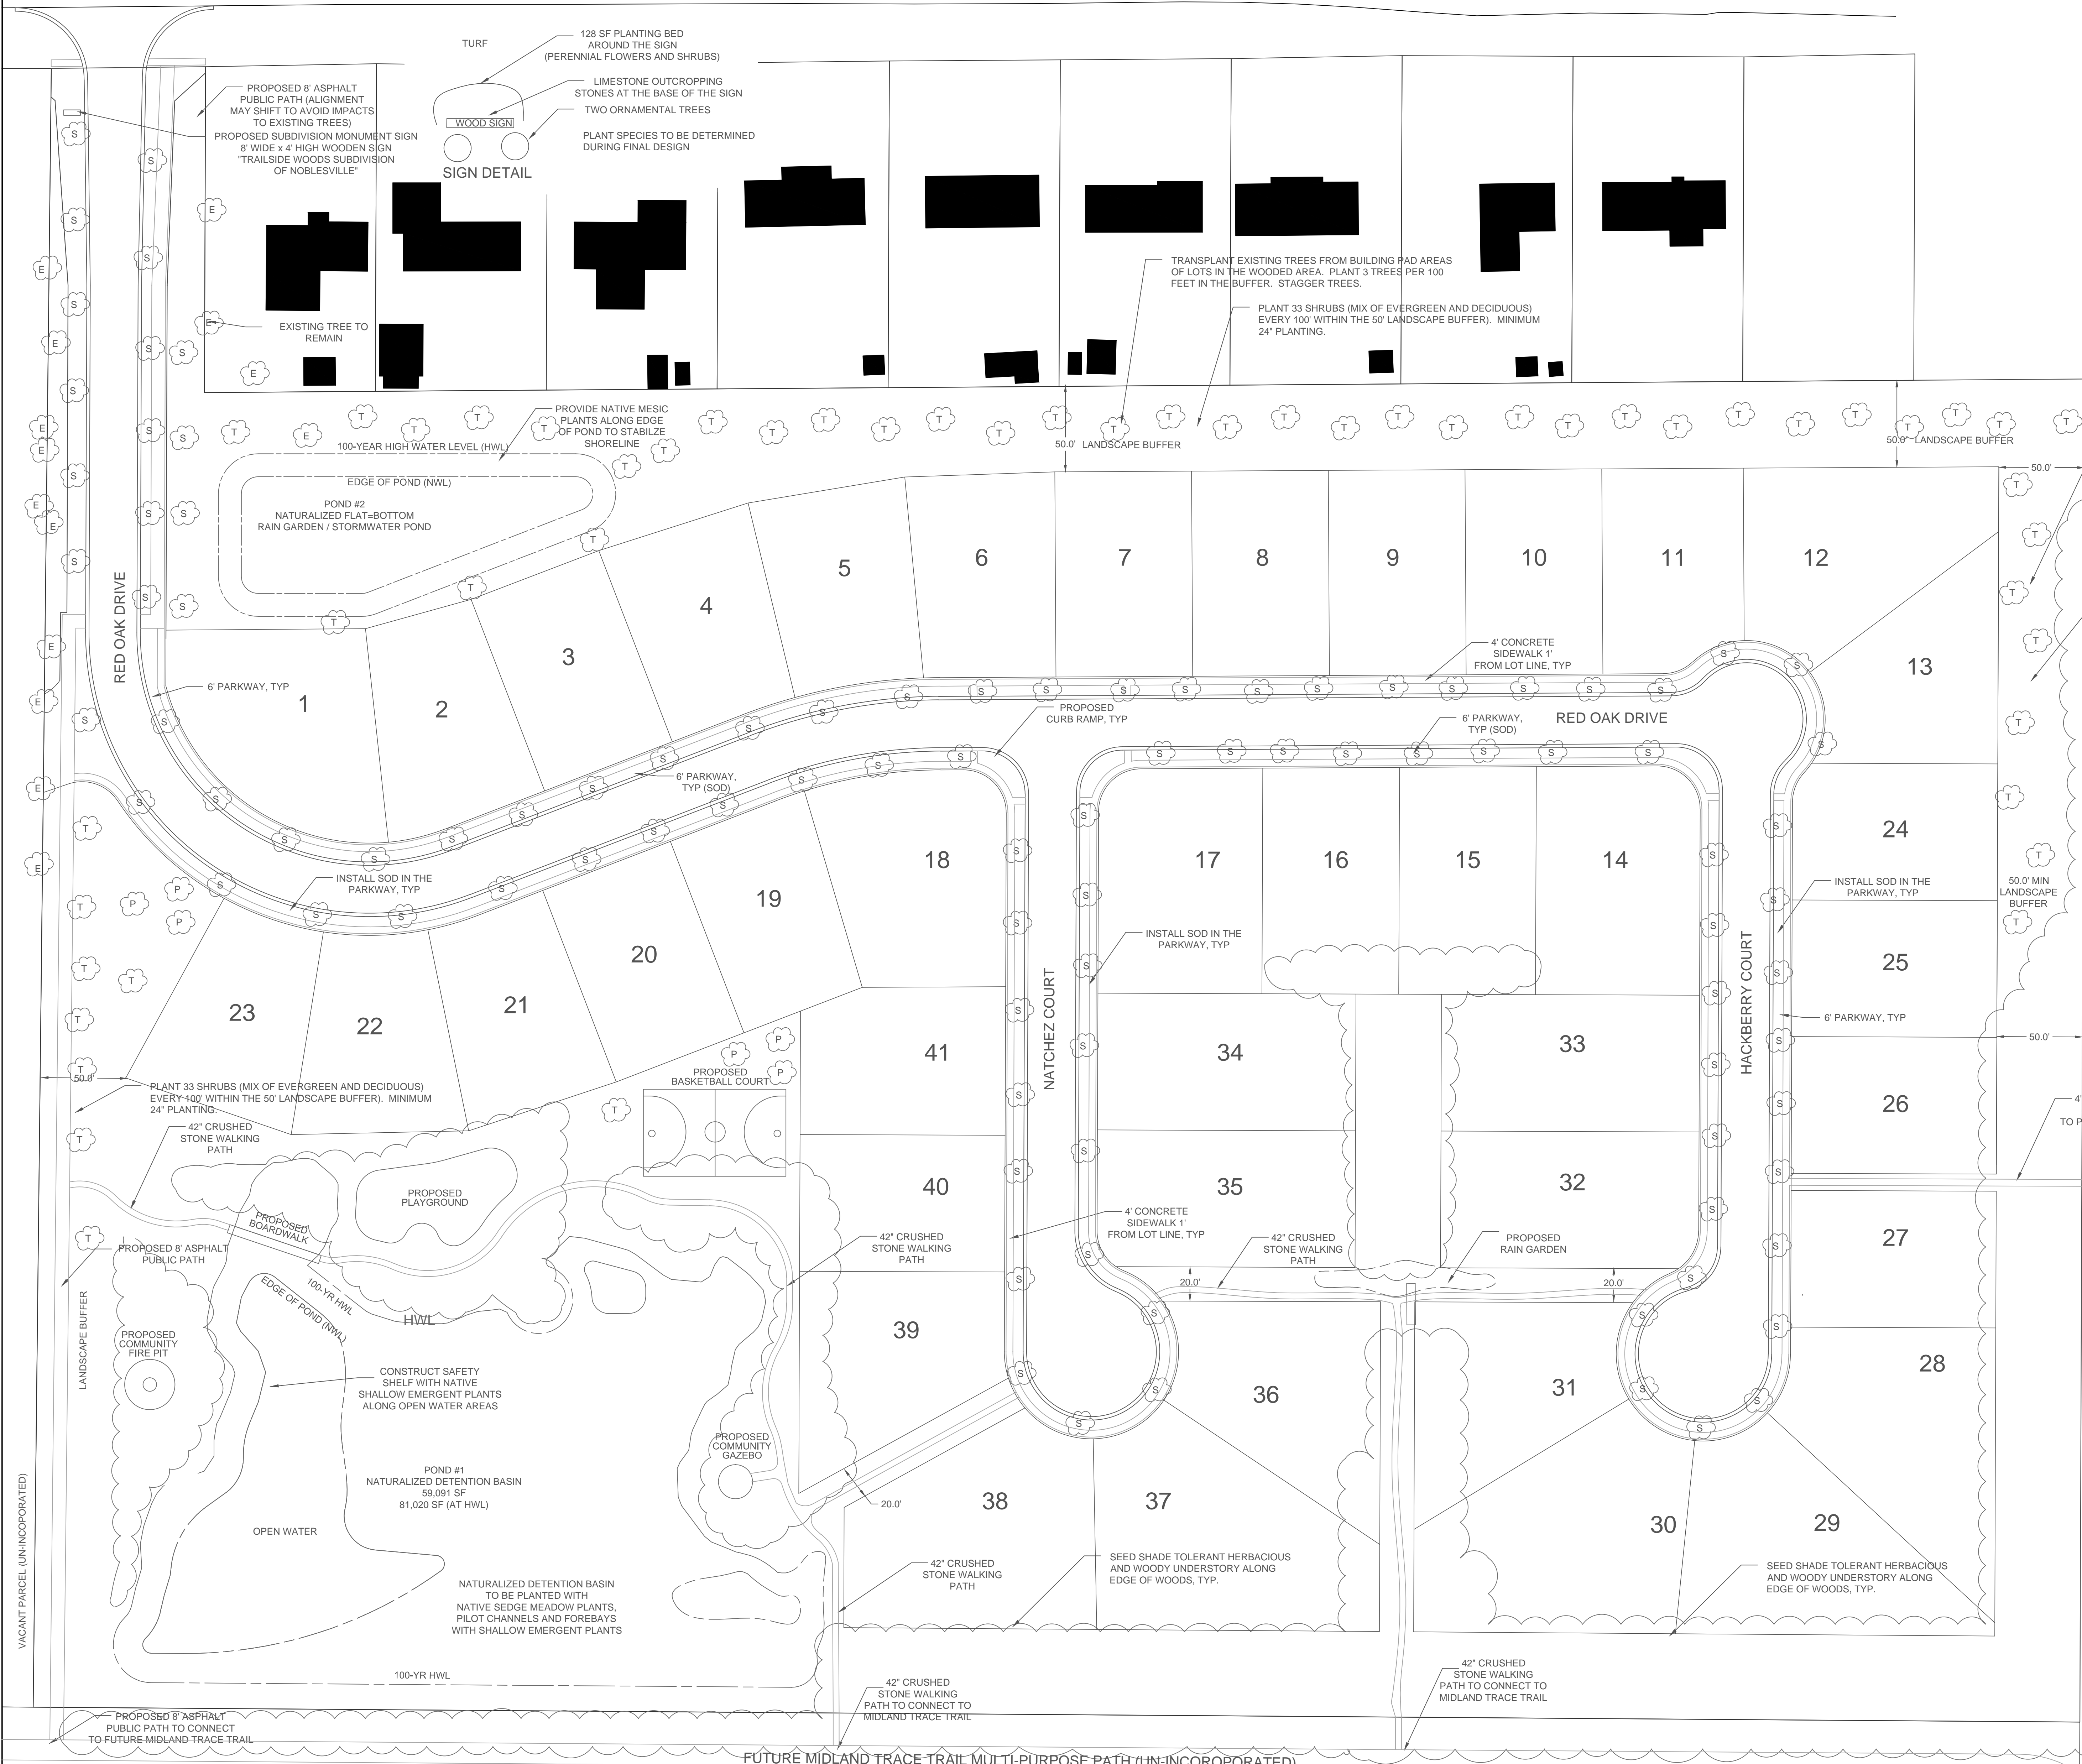 TURF
128 SF PLANTING BED
AROUND THE SIGN
(PERENNIAL FLOWERS AND SHRUBS)
LIMESTONE OUTCROPPING
STONES AT THE BASE OF THE SIGN
TWO ORNAMENTAL TREES
WOOD SIGN
PLANT SPECIES TO BE DETERMINED
DURING FINAL DESIGN
SIGN DETAIL
PROPOSED 8' ASPHALT
PUBLIC PATH (ALIGNMENT
MAY SHIFT TO AVOID IMPACTS
TO EXISTING TREES)
PROPOSED SUBDIVISION MONUMENT SIGN
8' WIDE x 4' HIGH WOODEN SIGN
"TRAILSIDE WOODS SUBDIVISION
OF NOBLESVILLE"
EXISTING TREE TO
REMAIN
TRANSPLANT EXISTING TREES FROM BUILDING PAD AREAS
OF LOTS IN THE WOODED AREA. PLANT 3 TREES PER 100
FEET IN THE BUFFER. STAGGER TREES.
PLANT 33 SHRUBS (MIX OF EVERGREEN AND DECIDUOUS)
EVERY 100' WITHIN THE 50' LANDSCAPE BUFFER). MINIMUM
24" PLANTING.
PROVIDE NATIVE MESIC
PLANTS ALONG EDGE
OF POND TO STABILZE
SHORELINE
50.0' LANDSCAPE BUFFER
50.0' LANDSCAPE BUFFER
50.0'
100-YEAR HIGH WATER LEVEL (HWL)
EDGE OF POND (NWL)
POND #2
NATURALIZED FLAT=BOTTOM
RAIN GARDEN / STORMWATER POND
RED OAK DRIVE
6' PARKWAY, TYP
1
2
3
4
5
6
7
8
9
10
11
12
13
4' CONCRETE
SIDEWALK 1'
FROM LOT LINE, TYP
PROPOSED
CURB RAMP, TYP
6' PARKWAY,
TYP (SOD)
RED OAK DRIVE
6' PARKWAY,
TYP (SOD)
INSTALL SOD IN THE
PARKWAY, TYP
18
17
16
15
14
24
19
20
21
22
23
INSTALL SOD IN THE
PARKWAY, TYP
50.0' MIN
LANDSCAPE
BUFFER
INSTALL SOD IN THE
PARKWAY, TYP
NATCHEZ COURT
HACKBERRY COURT
25
6' PARKWAY, TYP
50.0'
41
34
33
26
4'
TO P
50.0'
PLANT 33 SHRUBS (MIX OF EVERGREEN AND DECIDUOUS)
EVERY 100' WITHIN THE 50' LANDSCAPE BUFFER). MINIMUM
24" PLANTING.
42" CRUSHED
STONE WALKING
PATH
PROPOSED
BASKETBALL COURT
PROPOSED
PLAYGROUND
PROPOSED
BOARDWALK
PROPOSED 8' ASPHALT
PUBLIC PATH
40
35
32
27
4' CONCRETE
SIDEWALK 1'
FROM LOT LINE, TYP
42" CRUSHED
STONE WALKING
PATH
42" CRUSHED
STONE WALKING
PATH
PROPOSED
RAIN GARDEN
20.0'
20.0'
LANDSCAPE BUFFER
100-YR HWL
EDGE OF POND (NWL)
HWL
PROPOSED
COMMUNITY
FIRE PIT
CONSTRUCT SAFETY
SHELF WITH NATIVE
SHALLOW EMERGENT PLANTS
ALONG OPEN WATER AREAS
39
36
31
28
PROPOSED
COMMUNITY
GAZEBO
POND #1
NATURALIZED DETENTION BASIN
59,091 SF
81,020 SF (AT HWL)
OPEN WATER
20.0'
38
37
30
29
VACANT PARCEL (UN-INCOPORATED)
NATURALIZED DETENTION BASIN
TO BE PLANTED WITH
NATIVE SEDGE MEADOW PLANTS,
PILOT CHANNELS AND FOREBAYS
WITH SHALLOW EMERGENT PLANTS
42" CRUSHED
STONE WALKING
PATH
SEED SHADE TOLERANT HERBACIOUS
AND WOODY UNDERSTORY ALONG
EDGE OF WOODS, TYP.
SEED SHADE TOLERANT HERBACIOUS
AND WOODY UNDERSTORY ALONG
EDGE OF WOODS, TYP.
100-YR HWL
42" CRUSHED
STONE WALKING
PATH TO CONNECT TO
MIDLAND TRACE TRAIL
42" CRUSHED
STONE WALKING
PATH TO CONNECT TO
MIDLAND TRACE TRAIL
PROPOSED 8' ASPHALT
PUBLIC PATH TO CONNECT
TO FUTURE MIDLAND TRACE TRAIL
FUTURE MIDLAND TRACE TRAIL MULTI-PURPOSE PATH (UN-INCOROPORATED)